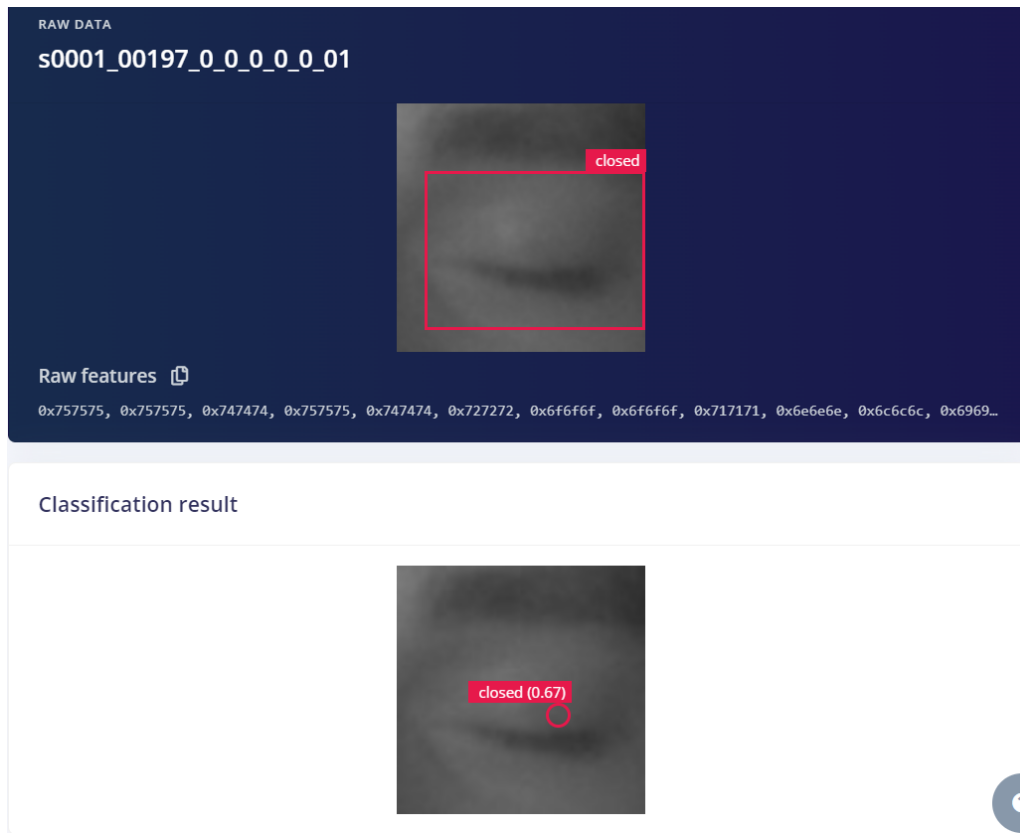 RAW DATA
s0001_00197_0_0_0_0_0_01
closed
Raw features
0x757575, 0x757575, 0x747474, 0x757575, 0x747474, 0x727272, 0x6f6f6f, 0x6f6f6f, 0x717171, 0x6e6e6e, 0x6c6c6c, 0x6969…
Classification result
closed (0.67)